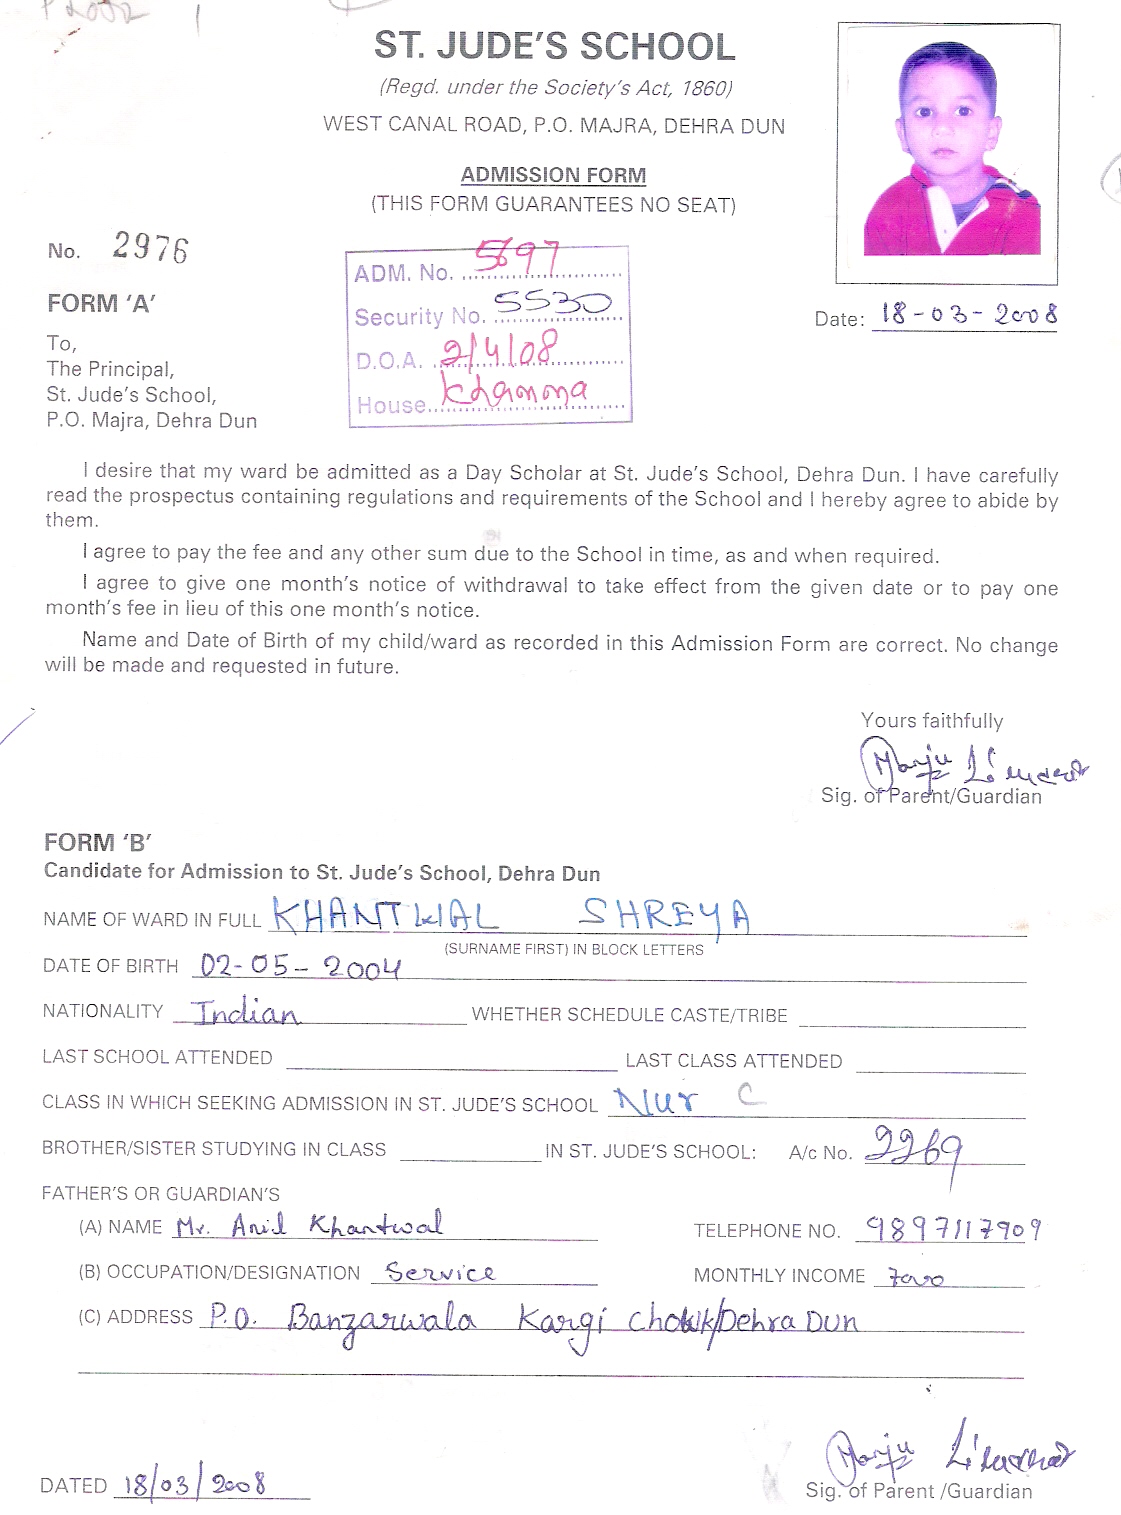 ST. JUDE'S SCHOOL
(Regd. under the Society's Act, 1860)
WEST CANAL ROAD, P.O. MAJRA, DEHRA DUN
ADMISSION FORM
(THIS FORM GUARANTEES NO SEAT)
No. 2976
ADM. No. 5697
Security No. 5530
D.O.A. 2/4/08
House
FORM 'A'
Date: 18-03-2008
To,
The Principal,
St. Jude's School,
P.O. Majra, Dehra Dun
I desire that my ward be admitted as a Day Scholar at St. Jude's School, Dehra Dun. I have carefully
read the prospectus containing regulations and requirements of the School and I hereby agree to abide by
them.
I agree to pay the fee and any other sum due to the School in time, as and when required.
I agree to give one month's notice of withdrawal to take effect from the given date or to pay one
month's fee in lieu of this one month's notice.
Name and Date of Birth of my child/ward as recorded in this Admission Form are correct. No change
will be made and requested in future.
Yours faithfully
Manju
Sig. of Parent/Guardian
FORM 'B'
Candidate for Admission to St. Jude's School, Dehra Dun
NAME OF WARD IN FULL KHANTWAL SHREYA
(SURNAME FIRST) IN BLOCK LETTERS
DATE OF BIRTH 02-05-2004
NATIONALITY Indian WHETHER SCHEDULE CASTE/TRIBE
LAST SCHOOL ATTENDED LAST CLASS ATTENDED
CLASS IN WHICH SEEKING ADMISSION IN ST. JUDE'S SCHOOL Nur C
BROTHER/SISTER STUDYING IN CLASS IN ST. JUDE'S SCHOOL: A/c No. 2269
FATHER'S OR GUARDIAN'S
(A) NAME Mr. Anil Khantwal TELEPHONE NO. 9897117909
(B) OCCUPATION/DESIGNATION Service MONTHLY INCOME 7000
(C) ADDRESS P.O. Banzarwala Kargi Chowk/Dehra DUN
Manju
DATED 18/03/2008
Sig. of Parent /Guardian